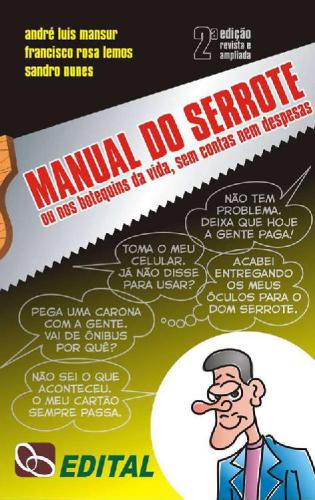 andré luis mansur
francisco rosa lemos
sandro nunes
2ª edição
revista e
ampliada
MANUAL DO SERROTE
ou nos botequins da vida, sem contas nem despesas
NÃO TEM
PROBLEMA,
DEIXA QUE HOJE
A GENTE PAGA!
TOMA O MEU
CELULAR.
JÁ NÃO DISSE
PARA USAR?
ACABEI
ENTREGANDO
OS MEUS
ÓCULOS PARA O
DOM SERROTE.
PEGA UMA CARONA
COM A GENTE.
VAI DE ÔNIBUS
POR QUÊ?
NÃO SEI O QUE
ACONTECEU.
O MEU CARTÃO
SEMPRE PASSA.
EDITAL